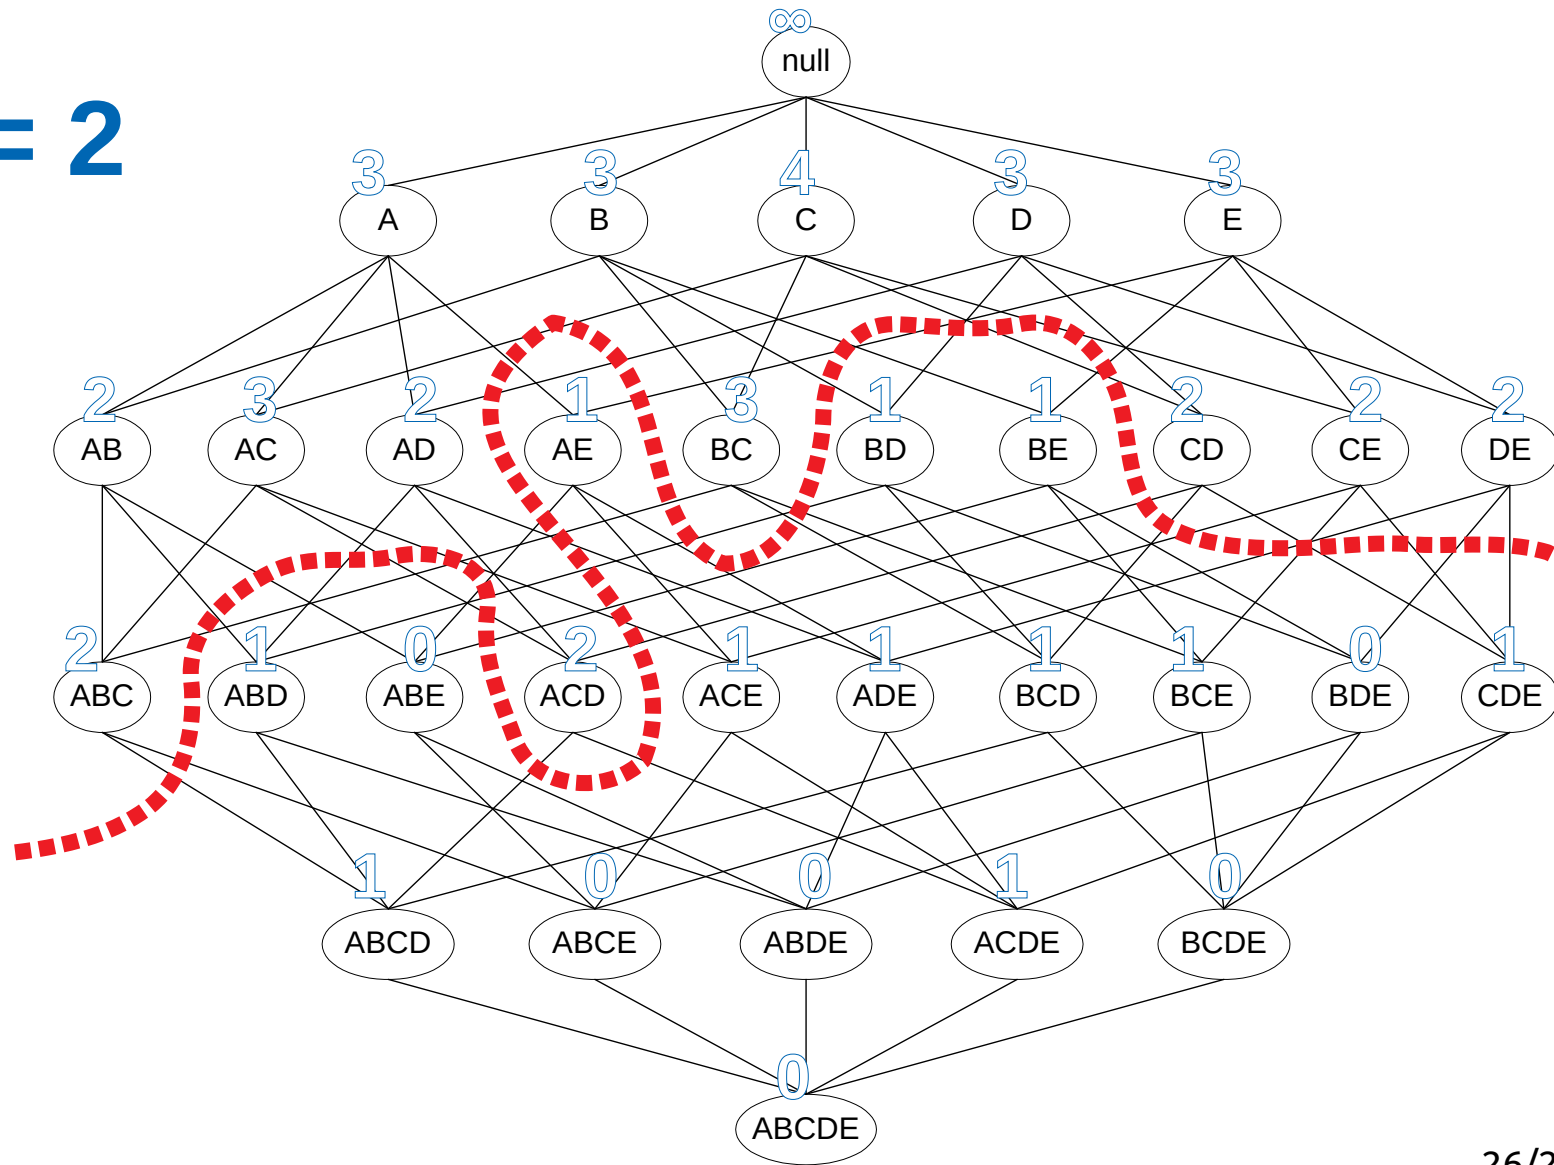 ∞
null
= 2
3 3 4 3 3
A B C D E
2 3 2 1 3 1 1 2 2 2
AB AC AD AE BC BD BE CD CE DE
2 1 0 2 1 1 1 1 0 1
ABC ABD ABE ACD ACE ADE BCD BCE BDE CDE
1 0 0 1 0
ABCD ABCE ABDE ACDE BCDE
0
ABCDE
26/2